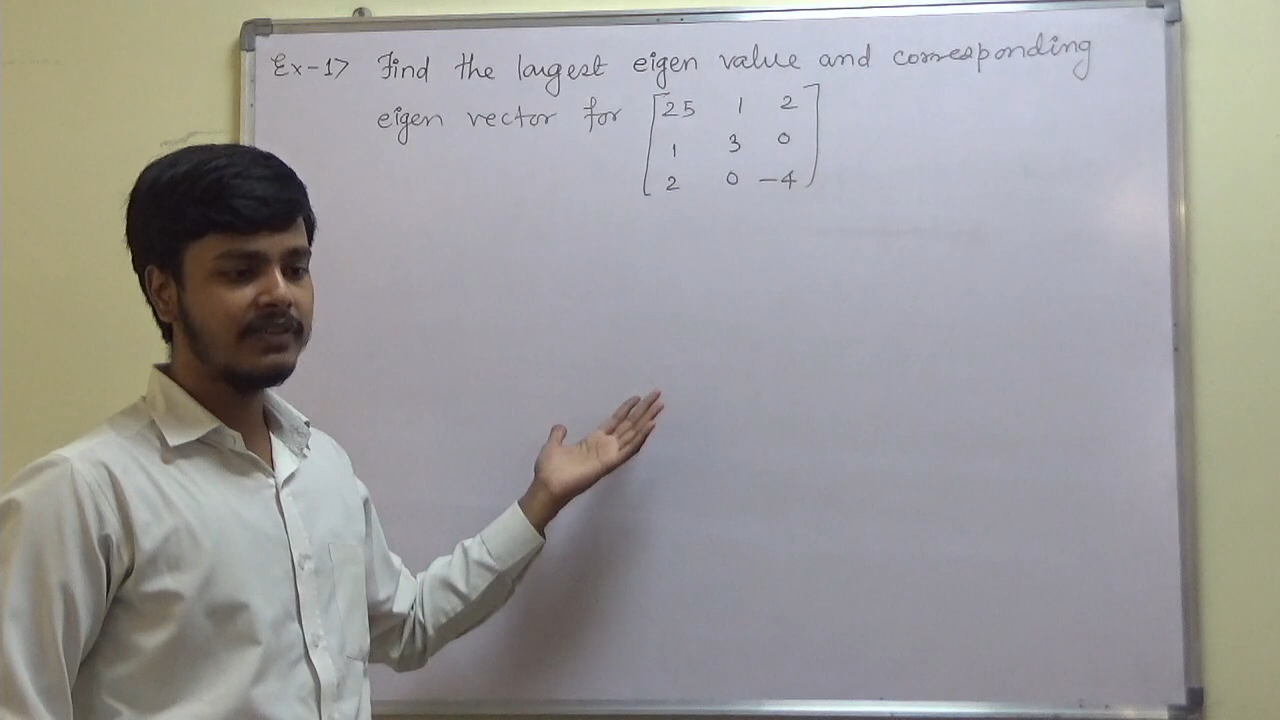 Ex-1> Find the largest eigen value and corresponding
eigen vector for [25 1 2
1 3 0
2 0 -4]